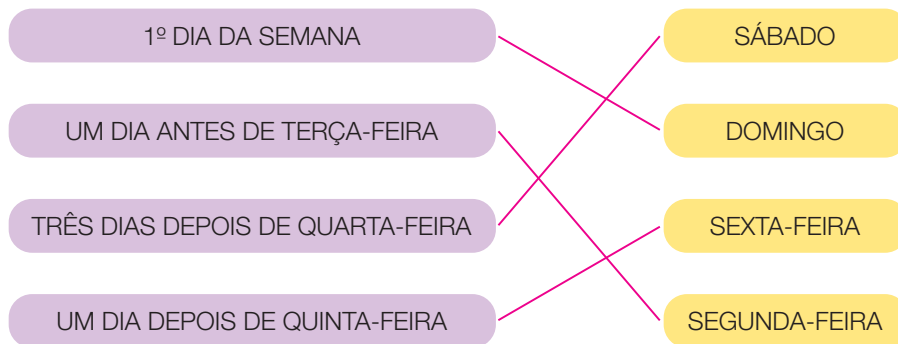 1º DIA DA SEMANA
SÁBADO
UM DIA ANTES DE TERÇA-FEIRA
DOMINGO
TRÊS DIAS DEPOIS DE QUARTA-FEIRA
SEXTA-FEIRA
UM DIA DEPOIS DE QUINTA-FEIRA
SEGUNDA-FEIRA